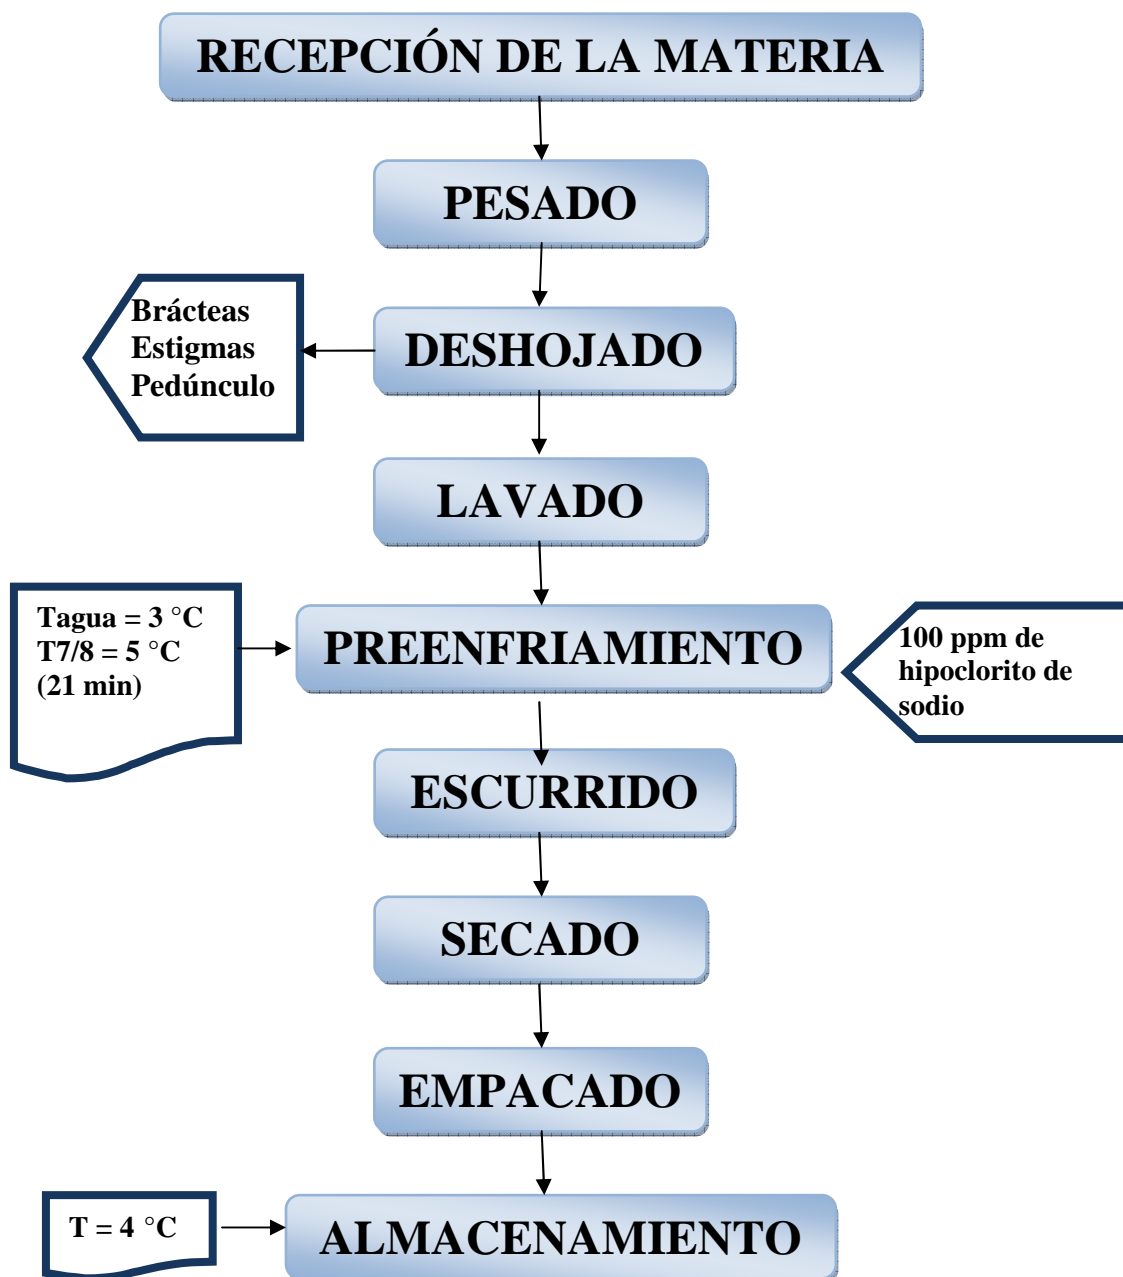 RECEPCIÓN DE LA MATERIA
PESADO
Brácteas
Estigmas
Pedúnculo
DESHOJADO
LAVADO
Tagua = 3 °C
T7/8 = 5 °C
(21 min)
PREENFRIAMIENTO
100 ppm de
hipoclorito de
sodio
ESCURRIDO
SECADO
EMPACADO
T = 4 °C
ALMACENAMIENTO